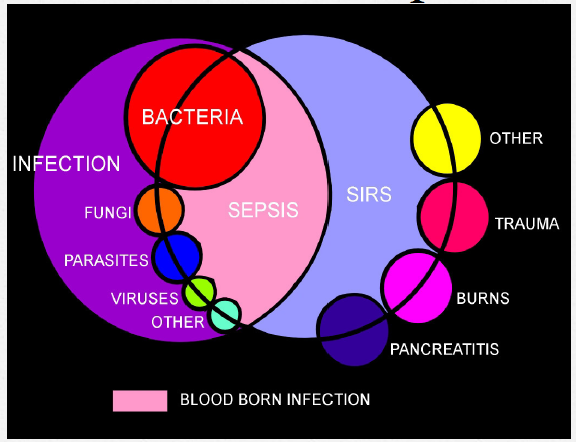 BACTERIA
INFECTION
FUNGI
PARASITES
VIRUSES
OTHER
SEPSIS
SIRS
OTHER
TRAUMA
BURNS
PANCREATITIS
BLOOD BORN INFECTION